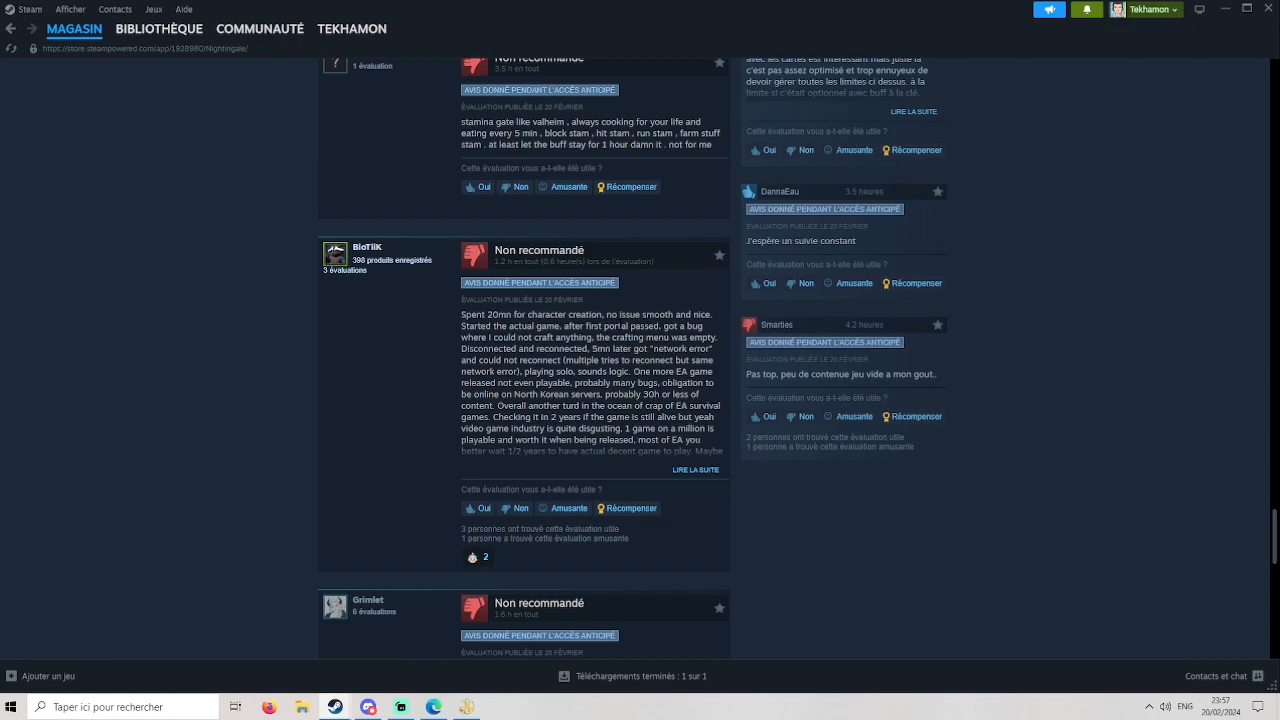 Steam Afficher Contacts Jeux Aide
Tekhamon
MAGASIN BIBLIOTHÈQUE COMMUNAUTÉ TEKHAMON
https://store.steampowered.com/app/1928980/Nightingale/
1 évaluation
Non recommandé
3.5 h en tout
AVIS DONNÉ PENDANT L'ACCÈS ANTICIPÉ
ÉVALUATION PUBLIÉE LE 20 FÉVRIER
stamina gate like valheim , always cooking for your life and
eating every 5 min , block stam , hit stam , run stam , farm stuff
stam . at least let the buff stay for 1 hour damn it . not for me
Cette évaluation vous a-t-elle été utile ?
Oui Non Amusante Récompenser
BioTliK
398 produits enregistrés
3 évaluations
Non recommandé
1.2 h en tout (0.6 heure(s) lors de l'évaluation)
AVIS DONNÉ PENDANT L'ACCÈS ANTICIPÉ
ÉVALUATION PUBLIÉE LE 20 FÉVRIER
Spent 20mn for character creation, no issue smooth and nice.
Started the actual game, after first portal passed, got a bug
where I could not craft anything, the crafting menu was empty.
Disconnected and reconnected, 5mn later got "network error"
and could not reconnect (multiple tries to reconnect but same
network error), playing solo, sounds logic. One more EA game
released not even playable, probably many bugs, obligation to
be online on North Korean servers, probably 30h or less of
content. Overall another turd in the ocean of crap of EA survival
games. Checking it in 2 years if the game is still alive but yeah
video game industry is quite disgusting, 1 game on a million is
playable and worth it when being released, most of EA you
better wait 1/2 years to have actual decent game to play. Maybe
LIRE LA SUITE
Cette évaluation vous a-t-elle été utile ?
Oui Non Amusante Récompenser
3 personnes ont trouvé cette évaluation utile
1 personne a trouvé cette évaluation amusante
2
Grimlet
6 évaluations
Non recommandé
1.6 h en tout
AVIS DONNÉ PENDANT L'ACCÈS ANTICIPÉ
ÉVALUATION PUBLIÉE LE 20 FÉVRIER
avec les cartes est interessant mais juste la
c'est pas assez optimisé et trop ennuyeux de
devoir gérer toutes les limites ci dessus. à la
limite si c'était optionnel avec buff à la clé.
LIRE LA SUITE
Cette évaluation vous a-t-elle été utile ?
Oui Non Amusante Récompenser
DannaEau 3.5 heures
AVIS DONNÉ PENDANT L'ACCÈS ANTICIPÉ
ÉVALUATION PUBLIÉE LE 20 FÉVRIER
J'espère un suivie constant
Cette évaluation vous a-t-elle été utile ?
Oui Non Amusante Récompenser
Smarties 4.2 heures
AVIS DONNÉ PENDANT L'ACCÈS ANTICIPÉ
ÉVALUATION PUBLIÉE LE 20 FÉVRIER
Pas top, peu de contenue jeu vide a mon gout..
Cette évaluation vous a-t-elle été utile ?
Oui Non Amusante Récompenser
2 personnes ont trouvé cette évaluation utile
1 personne a trouvé cette évaluation amusante
Ajouter un jeu
Téléchargements terminés : 1 sur 1
Contacts et chat
Taper ici pour rechercher
ENG
23:57
20/02/2024